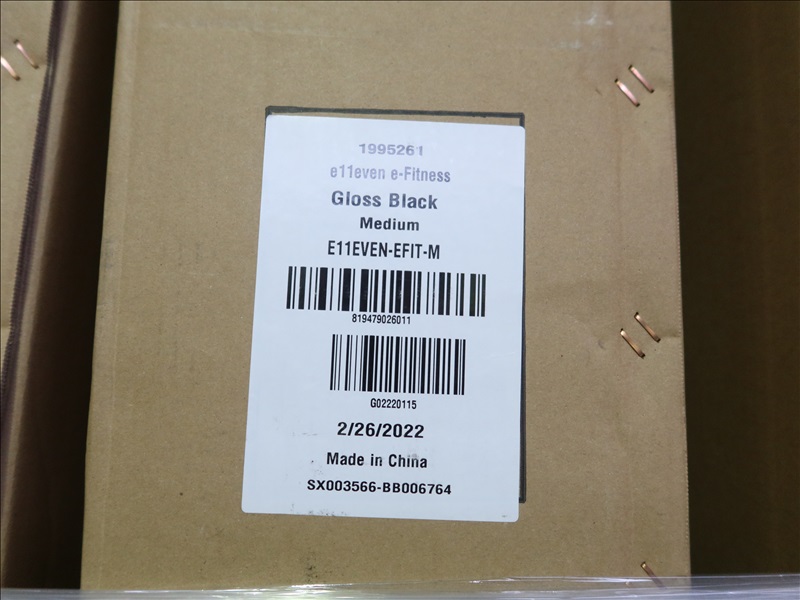 1995261
e11even e-Fitness
Gloss Black
Medium
E11EVEN-EFIT-M
819479026011
G02220115
2/26/2022
Made in China
SX003566-BB006764